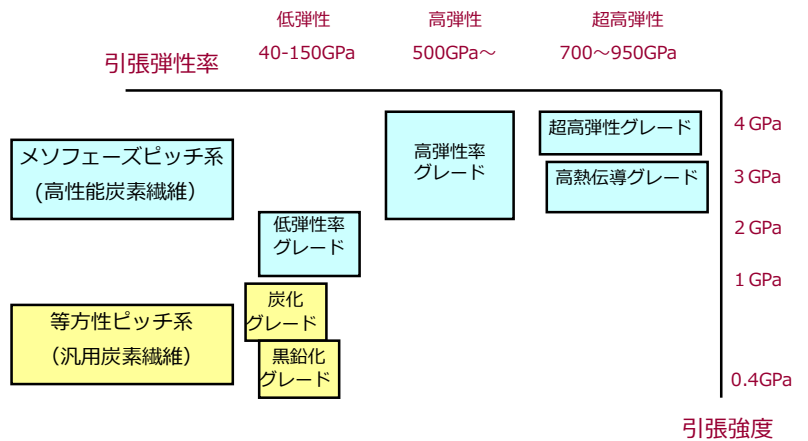 低弾性
高弾性
超高弾性
引張弾性率
40-150GPa
500GPa～
700～950GPa
メソフェーズピッチ系
(高性能炭素繊維）
高弾性率
グレード
超高弾性グレード
高熱伝導グレード
低弾性率
グレード
等方性ピッチ系
（汎用炭素繊維）
炭化
グレード
黒鉛化
グレード
4 GPa
3 GPa
2 GPa
1 GPa
0.4GPa
引張強度